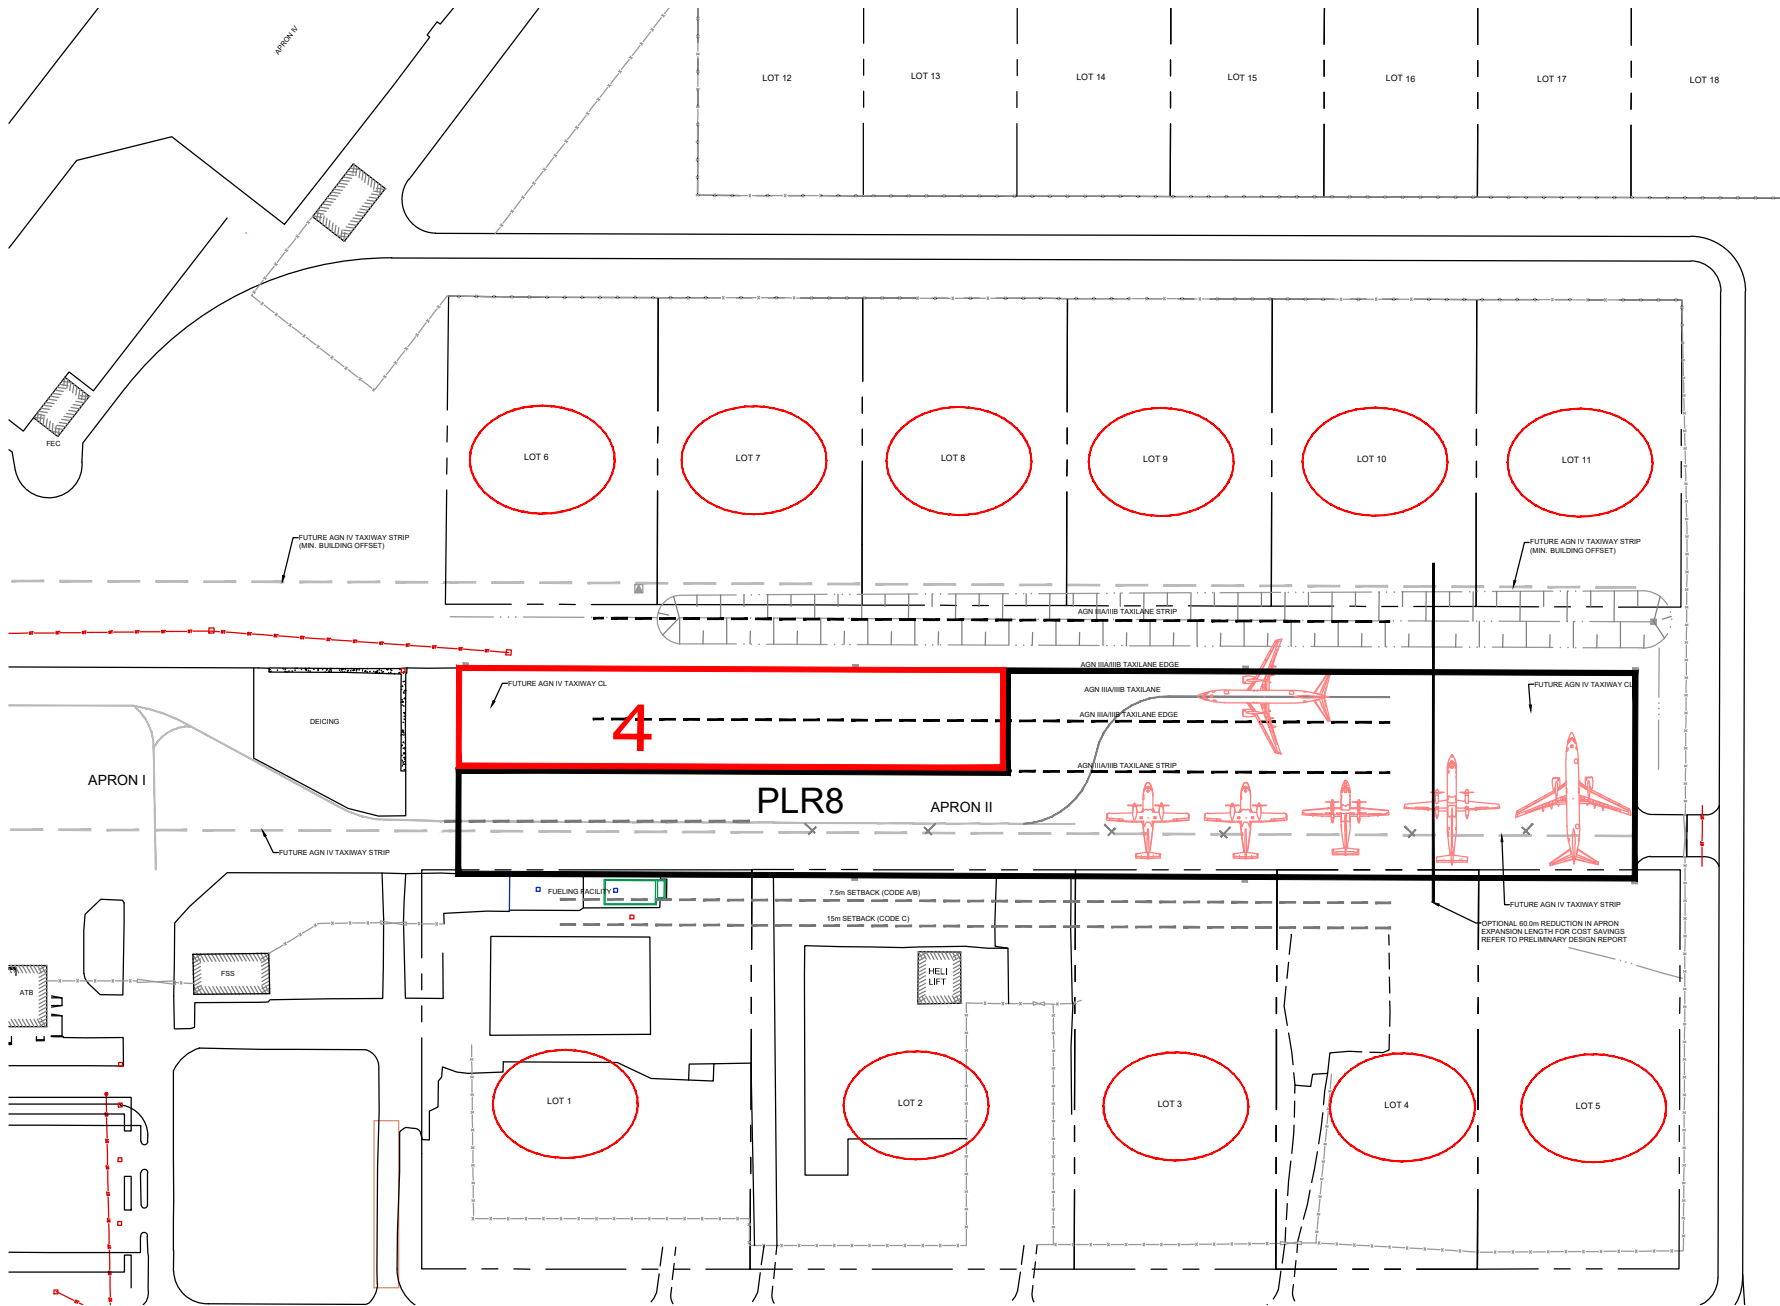 APRON IV
LOT 12
LOT 13
LOT 14
LOT 15
LOT 16
LOT 17
LOT 18
FEC
LOT 6
LOT 7
LOT 8
LOT 9
LOT 10
LOT 11
FUTURE AGN IV TAXIWAY STRIP
(MIN. BUILDING OFFSET)
FUTURE AGN IV TAXIWAY STRIP
(MIN. BUILDING OFFSET)
AGN IIIA/IIIB TAXILANE STRIP
AGN IIIA/IIIB TAXILANE EDGE
FUTURE AGN IV TAXIWAY CL
AGN IIIA/IIIB TAXILANE
FUTURE AGN IV TAXIWAY CL
AGN IIIA/IIIB TAXILANE EDGE
DEICING
4
AGN IIIA/IIIB TAXILANE STRIP
APRON I
PLR8
APRON II
FUTURE AGN IV TAXIWAY STRIP
FUELING FACILITY
7.5m SETBACK (CODE A/B)
FUTURE AGN IV TAXIWAY STRIP
15m SETBACK (CODE C)
OPTIONAL 60.0m REDUCTION IN APRON
EXPANSION LENGTH FOR COST SAVINGS
REFER TO PRELIMINARY DESIGN REPORT
FSS
HELI
LIFT
ATB
LOT 1
LOT 2
LOT 3
LOT 4
LOT 5